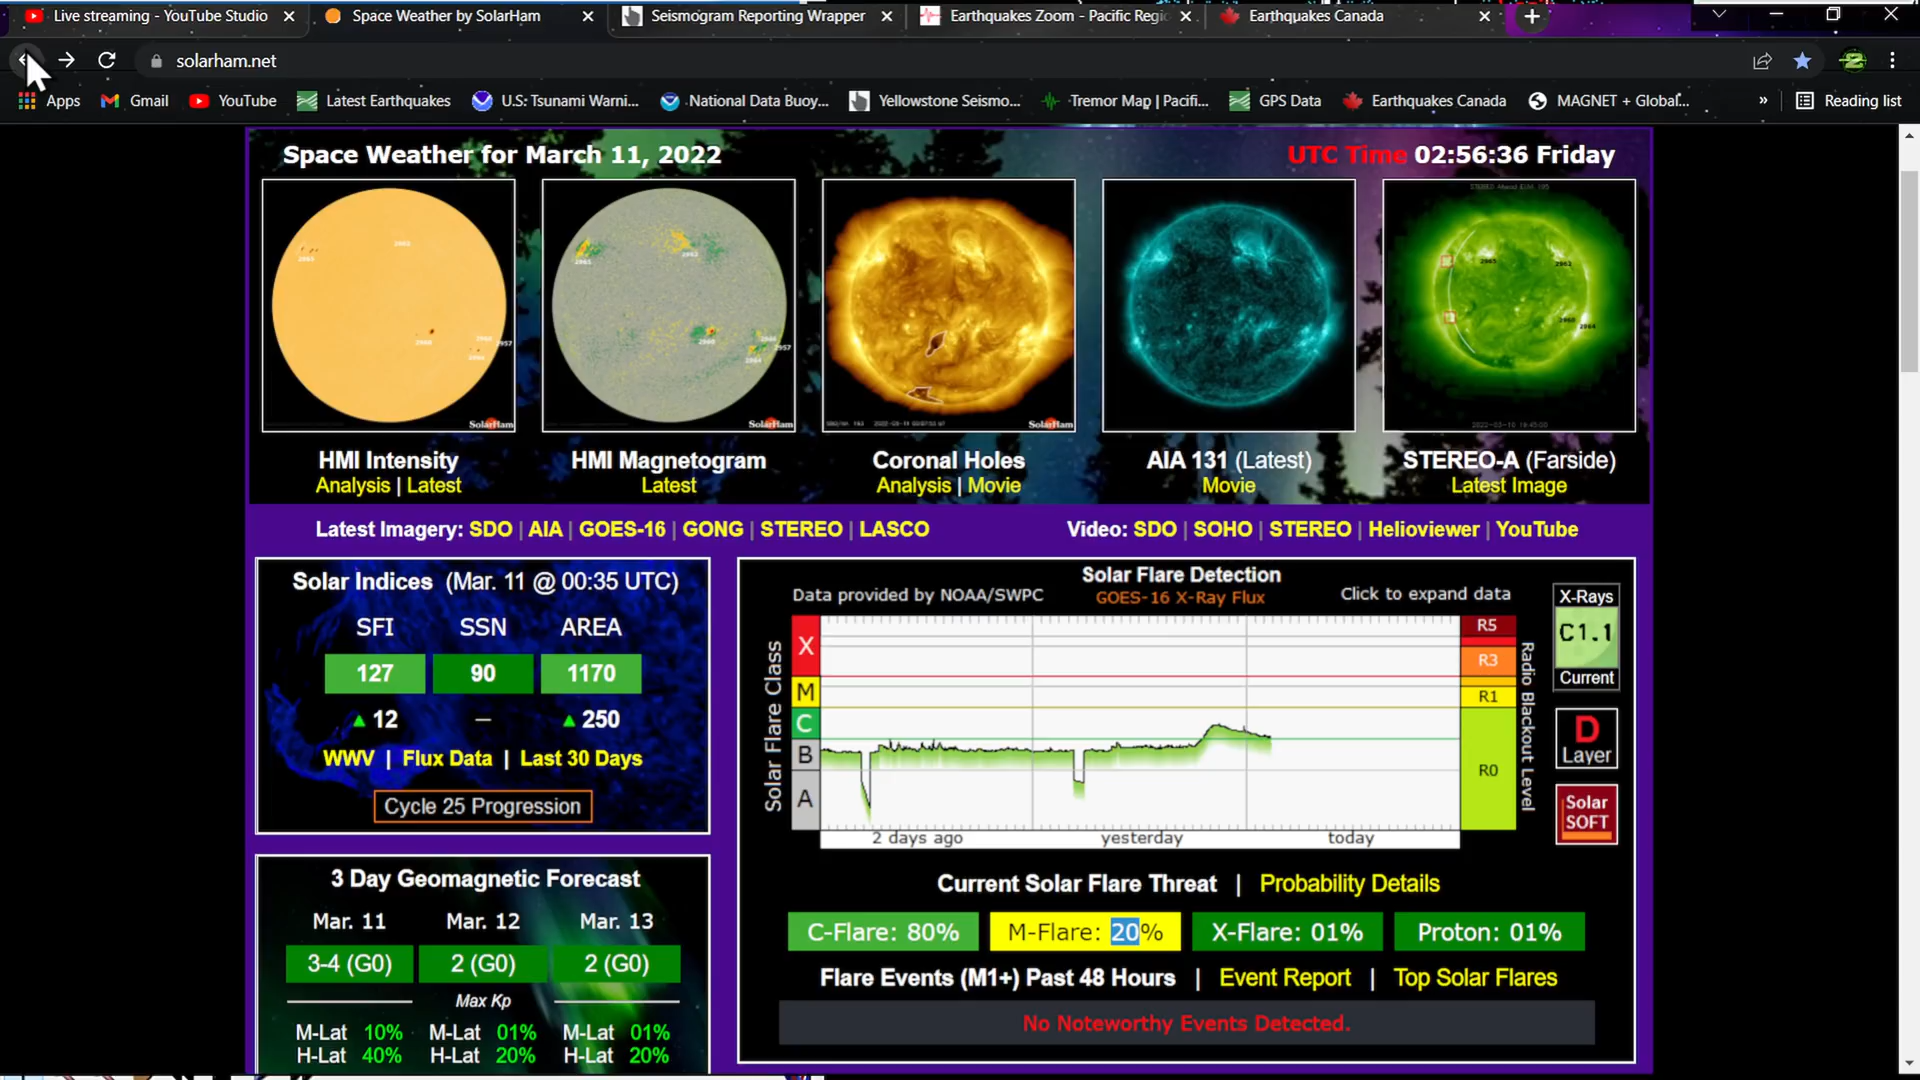 Live streaming - YouTube Studio
Space Weather by SolarHam
Seismogram Reporting Wrapper
Earthquakes Zoom - Pacific Regi
Earthquakes Canada
solarham.net
Apps
Gmail
YouTube
Latest Earthquakes
U.S. Tsunami Warni...
National Data Buoy...
Yellowstone Seismo...
Tremor Map | Pacifi...
GPS Data
Earthquakes Canada
MAGNET + Global...
»
Reading list
Space Weather for March 11, 2022
UTC Time 02:56:36 Friday
SolarHam
SolarHam
SolarHam
HMI Intensity
Analysis | Latest
HMI Magnetogram
Latest
Coronal Holes
Analysis | Movie
AIA 131 (Latest)
Movie
STEREO-A (Farside)
Latest Image
Latest Imagery: SDO | AIA | GOES-16 | GONG | STEREO | LASCO
Video: SDO | SOHO | STEREO | Helioviewer | YouTube
Solar Indices (Mar. 11 @ 00:35 UTC)
SFI SSN AREA
127 90 1170
▲ 12 – ▲ 250
WWV | Flux Data | Last 30 Days
Cycle 25 Progression
3 Day Geomagnetic Forecast
Mar. 11 Mar. 12 Mar. 13
3-4 (G0) 2 (G0) 2 (G0)
Max Kp
M-Lat 10% M-Lat 01% M-Lat 01%
H-Lat 40% H-Lat 20% H-Lat 20%
Solar Flare Detection
Data provided by NOAA/SWPC
GOES-16 X-Ray Flux
Click to expand data
Solar Flare Class
X
M
C
B
A
R5
R3
R1
R0
Radio Blackout Level
2 days ago yesterday today
X-Rays
C1.1
Current
D
Layer
Solar
SOFT
Current Solar Flare Threat | Probability Details
C-Flare: 80% M-Flare: 20% X-Flare: 01% Proton: 01%
Flare Events (M1+) Past 48 Hours | Event Report | Top Solar Flares
No Noteworthy Events Detected.